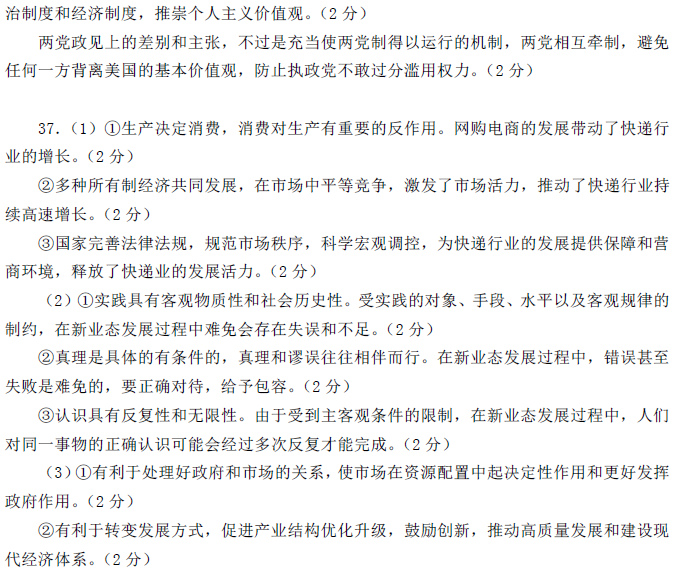 治制度和经济制度，推崇个人主义价值观。（2 分）
两党政见上的差别和主张，不过是充当使两党制得以运行的机制，两党相互牵制，避免
任何一方背离美国的基本价值观，防止执政党不敢过分滥用权力。（2 分）
37.（1）①生产决定消费，消费对生产有重要的反作用。网购电商的发展带动了快递行
业的增长。（2 分）
②多种所有制经济共同发展，在市场中平等竞争，激发了市场活力，推动了快递行业持
续高速增长。（2 分）
③国家完善法律法规，规范市场秩序，科学宏观调控，为快递行业的发展提供保障和营
商环境，释放了快递业的发展活力。（2 分）
（2）①实践具有客观物质性和社会历史性。受实践的对象、手段、水平以及客观规律的
制约，在新业态发展过程中难免会存在失误和不足。（2 分）
②真理是具体的有条件的，真理和谬误往往相伴而行。在新业态发展过程中，错误甚至
失败是难免的，要正确对待，给予包容。（2 分）
③认识具有反复性和无限性。由于受到主客观条件的限制，在新业态发展过程中，人们
对同一事物的正确认识可能会经过多次反复才能完成。（2 分）
（3）①有利于处理好政府和市场的关系，使市场在资源配置中起决定性作用和更好发挥
政府作用。（2 分）
②有利于转变发展方式，促进产业结构优化升级，鼓励创新，推动高质量发展和建设现
代经济体系。（2 分）